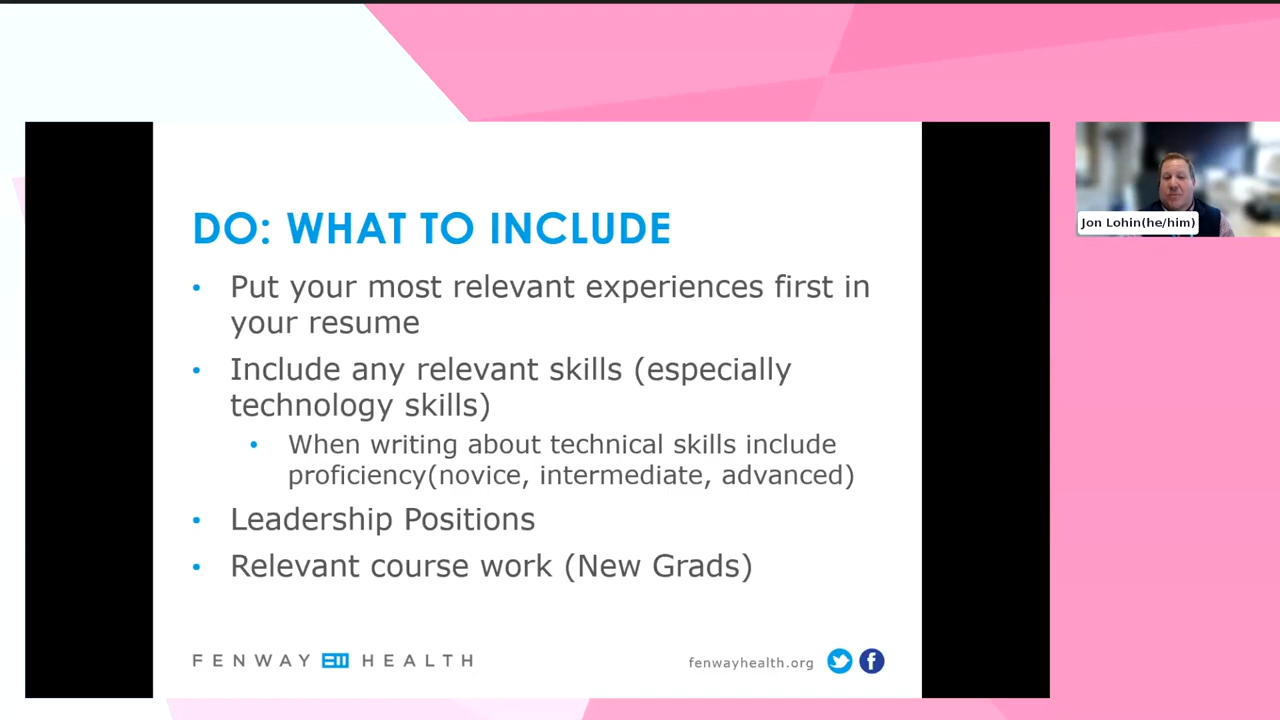 DO: WHAT TO INCLUDE
• Put your most relevant experiences first in
your resume
• Include any relevant skills (especially
technology skills)
• When writing about technical skills include
proficiency(novice, intermediate, advanced)
• Leadership Positions
• Relevant course work (New Grads)
FENWAY HEALTH
fenwayhealth.org
Jon Lohin(he/him)